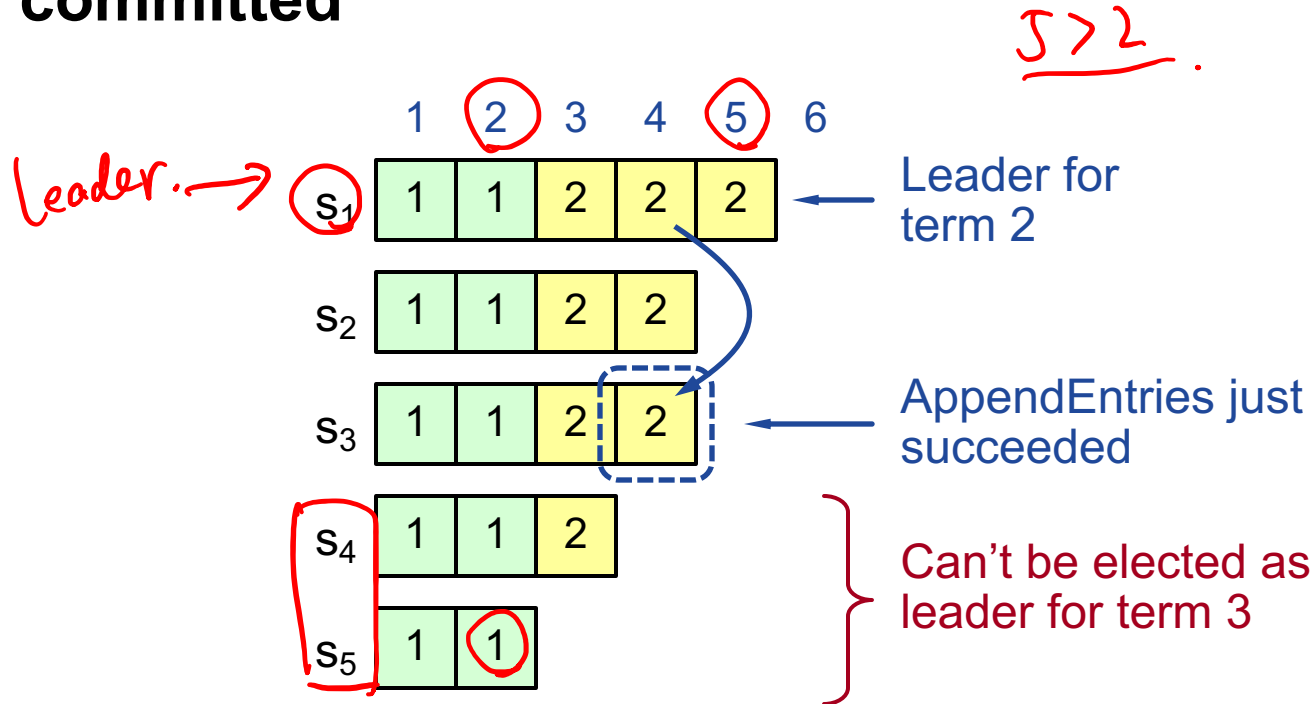 committed
5>2.
1 2 3 4 5 6
Leader.
s1 1 1 2 2 2
Leader for
term 2
s2 1 1 2 2
s3 1 1 2 2
AppendEntries just
succeeded
s4 1 1 2
s5 1 1
Can't be elected as
leader for term 3